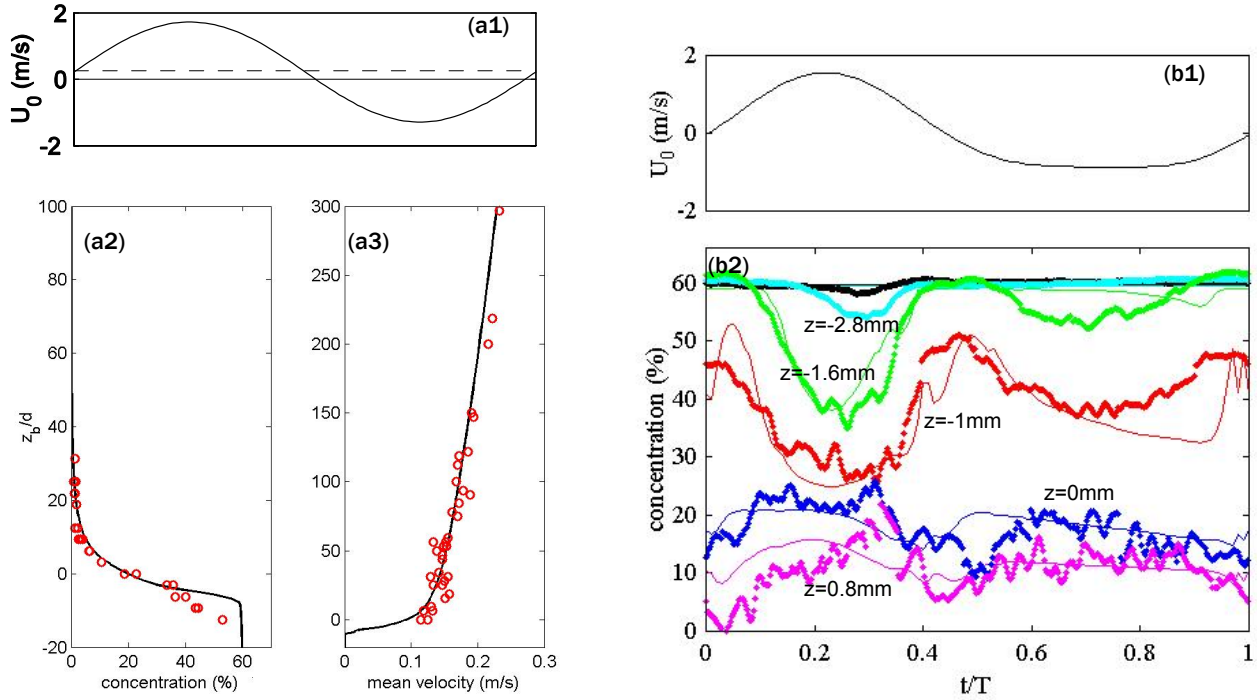 (a1)
2
0
-2
U0 (m/s)
(a2)
100
80
60
40
20
0
-20
zb/d
0 20 40 60
concentration (%)
(a3)
300
250
200
150
100
50
0
0 0.1 0.2 0.3
mean velocity (m/s)
(b1)
2
0
-2
U0 (m/s)
(b2)
60
50
40
30
20
10
0
concentration (%)
z=-2.8mm
z=-1.6mm
z=-1mm
z=0mm
z=0.8mm
0 0.2 0.4 0.6 0.8 1
t/T